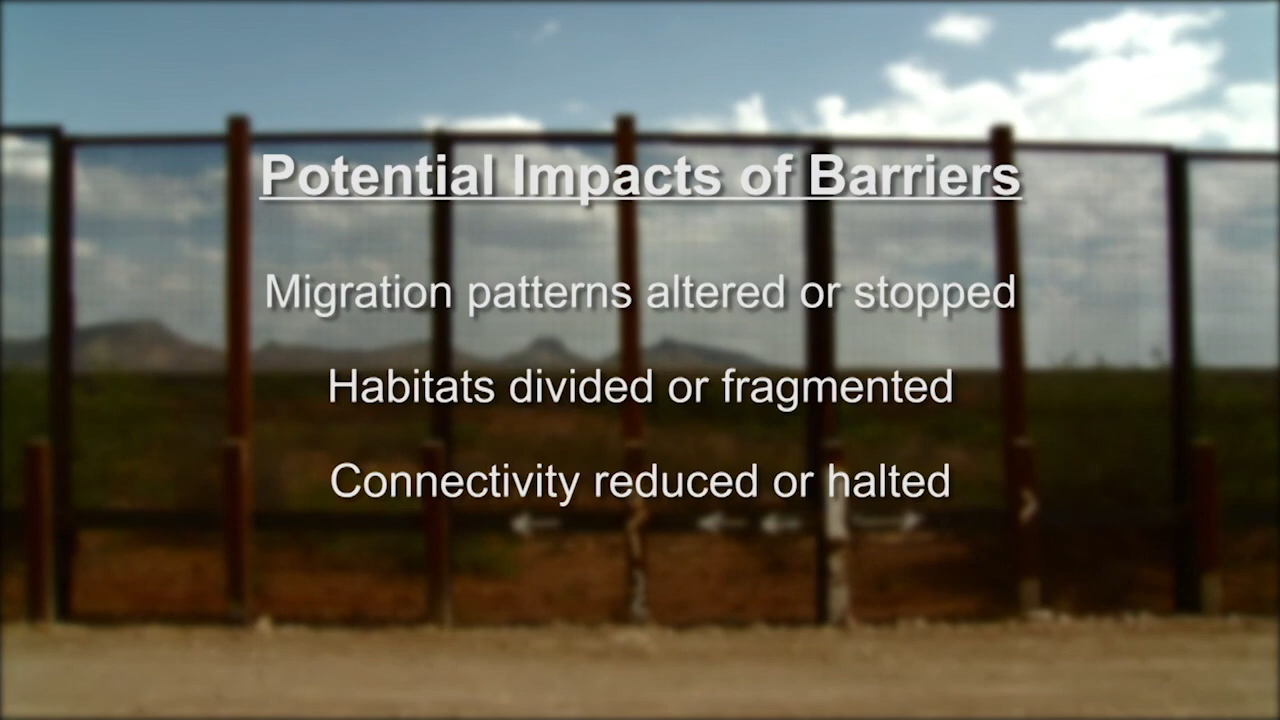 Potential Impacts of Barriers
Migration patterns altered or stopped
Habitats divided or fragmented
Connectivity reduced or halted